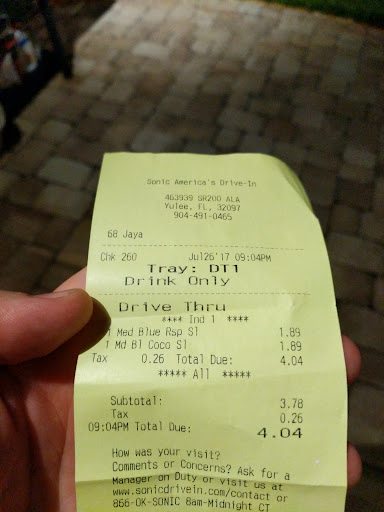 Sonic America's Drive-In
463939 SR200 ALA
Yulee, FL, 32097
904-491-0465
68 Jaya
Chk 260 Jul26'17 09:04PM
Tray: DT1
Drink Only
Drive Thru
**** Ind 1 ****
1 Med Blue Rsp Sl 1.89
1 Md Bl Coco Sl 1.89
Tax 0.26 Total Due: 4.04
***** All *****
Subtotal: 3.78
Tax 0.26
09:04PM Total Due: 4.04
How was your visit?
Comments or Concerns? Ask for a
Manager on Duty or visit us at
www.sonicdrivein.com/contact or
856-OK-SONIC 8am-Midnight CT